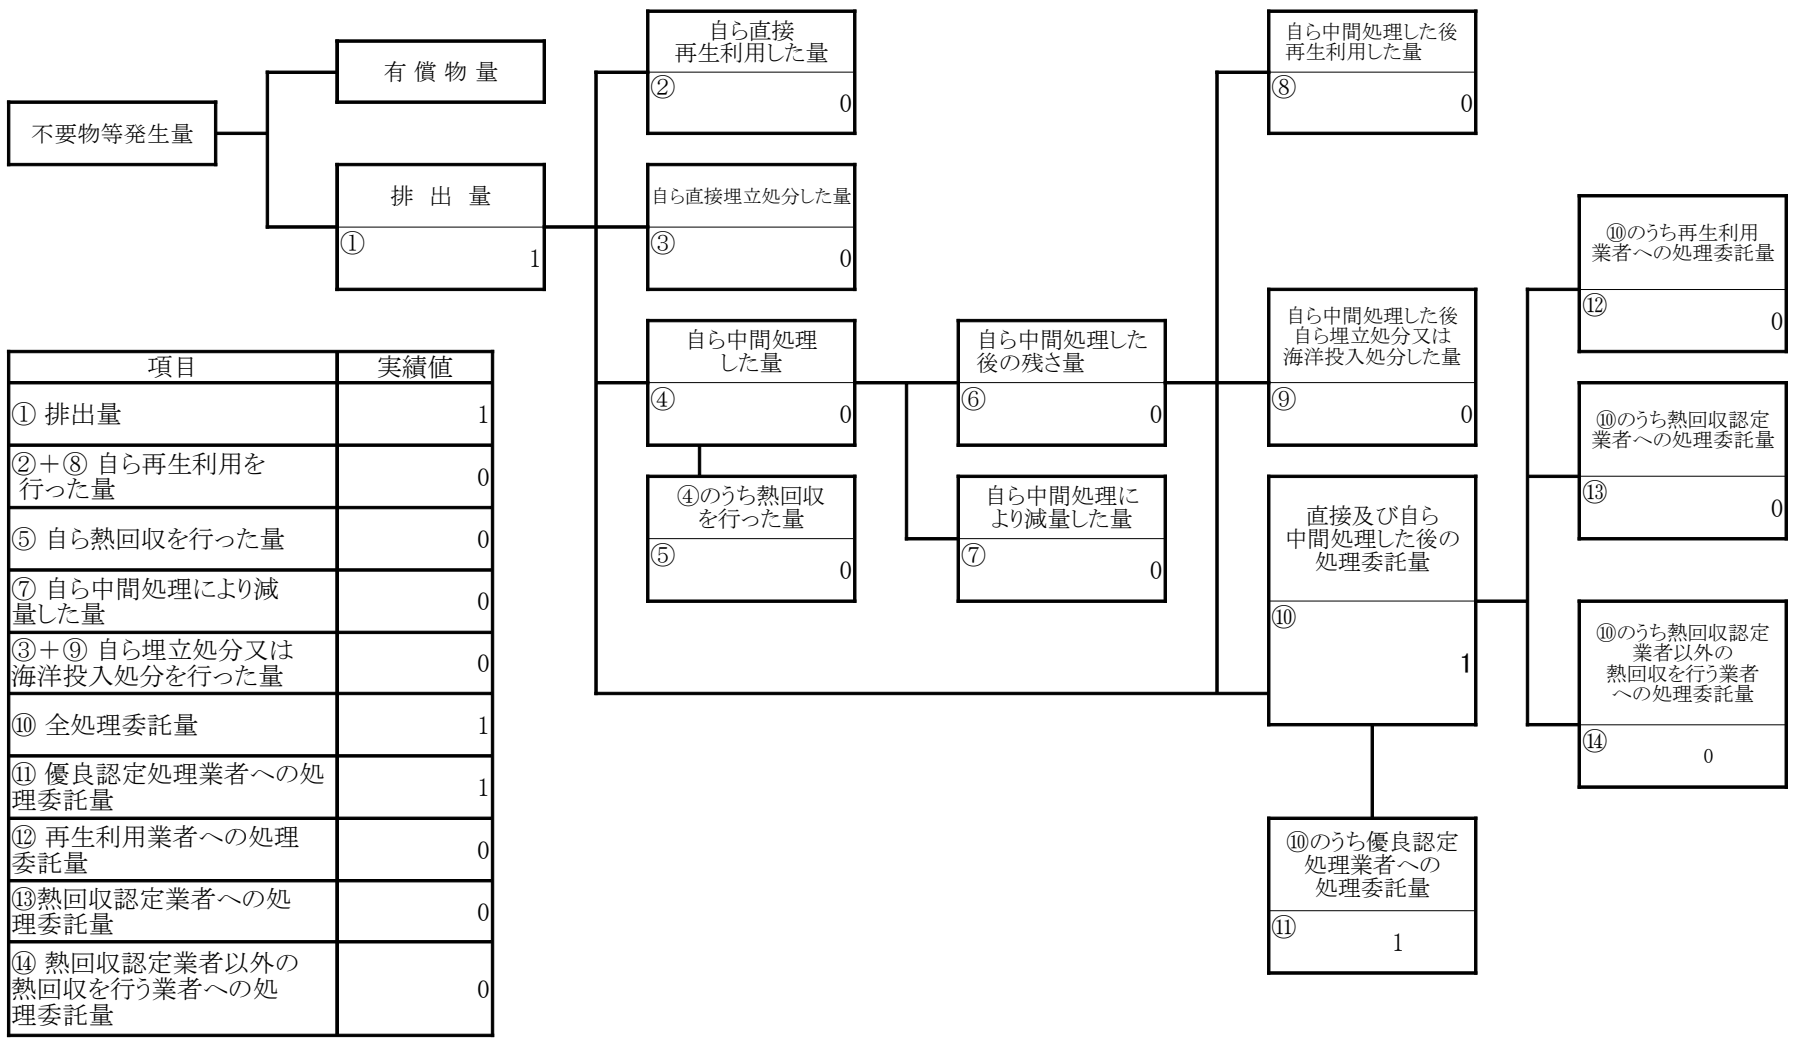 不要物等発生量
有 償 物 量
排 出 量
①
1
自ら直接
再生利用した量
②
0
自ら直接埋立処分した量
③
0
自ら中間処理
した量
④
0
④のうち熱回収
を行った量
⑤
0
自ら中間処理した
後の残さ量
⑥
0
自ら中間処理に
より減量した量
⑦
0
自ら中間処理した後
再生利用した量
⑧
0
自ら中間処理した後
自ら埋立処分又は
海洋投入処分した量
⑨
0
直接及び自ら
中間処理した後の
処理委託量
⑩
1
⑩のうち優良認定
処理業者への
処理委託量
⑪
1
⑩のうち再生利用
業者への処理委託量
⑫
0
⑩のうち熱回収認定
業者への処理委託量
⑬
0
⑩のうち熱回収認定
業者以外の
熱回収を行う業者
への処理委託量
⑭
0
項目 実績値
① 排出量 1
②＋⑧ 自ら再生利用を
行った量 0
⑤ 自ら熱回収を行った量 0
⑦ 自ら中間処理により減
量した量 0
③＋⑨ 自ら埋立処分又は
海洋投入処分を行った量 0
⑩ 全処理委託量 1
⑪ 優良認定処理業者への処
理委託量 1
⑫ 再生利用業者への処理
委託量 0
⑬熱回収認定業者への処
理委託量 0
⑭ 熱回収認定業者以外の
熱回収を行う業者への処
理委託量 0